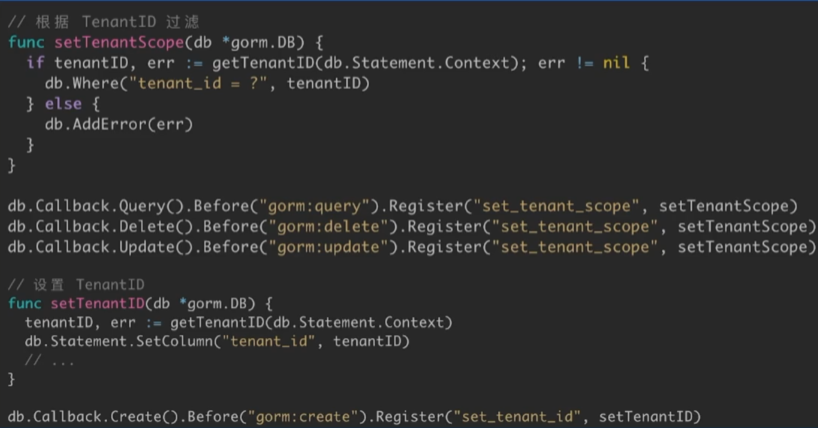 // 根据 TenantID 过滤
func setTenantScope(db *gorm.DB) {
  if tenantID, err := getTenantID(db.Statement.Context); err != nil {
    db.Where("tenant_id = ?", tenantID)
  } else {
    db.AddError(err)
  }
}

db.Callback.Query().Before("gorm:query").Register("set_tenant_scope", setTenantScope)
db.Callback.Delete().Before("gorm:delete").Register("set_tenant_scope", setTenantScope)
db.Callback.Update().Before("gorm:update").Register("set_tenant_scope", setTenantScope)

// 设置 TenantID
func setTenantID(db *gorm.DB) {
  tenantID, err := getTenantID(db.Statement.Context)
  db.Statement.SetColumn("tenant_id", tenantID)
  // ...
}

db.Callback.Create().Before("gorm:create").Register("set_tenant_id", setTenantID)